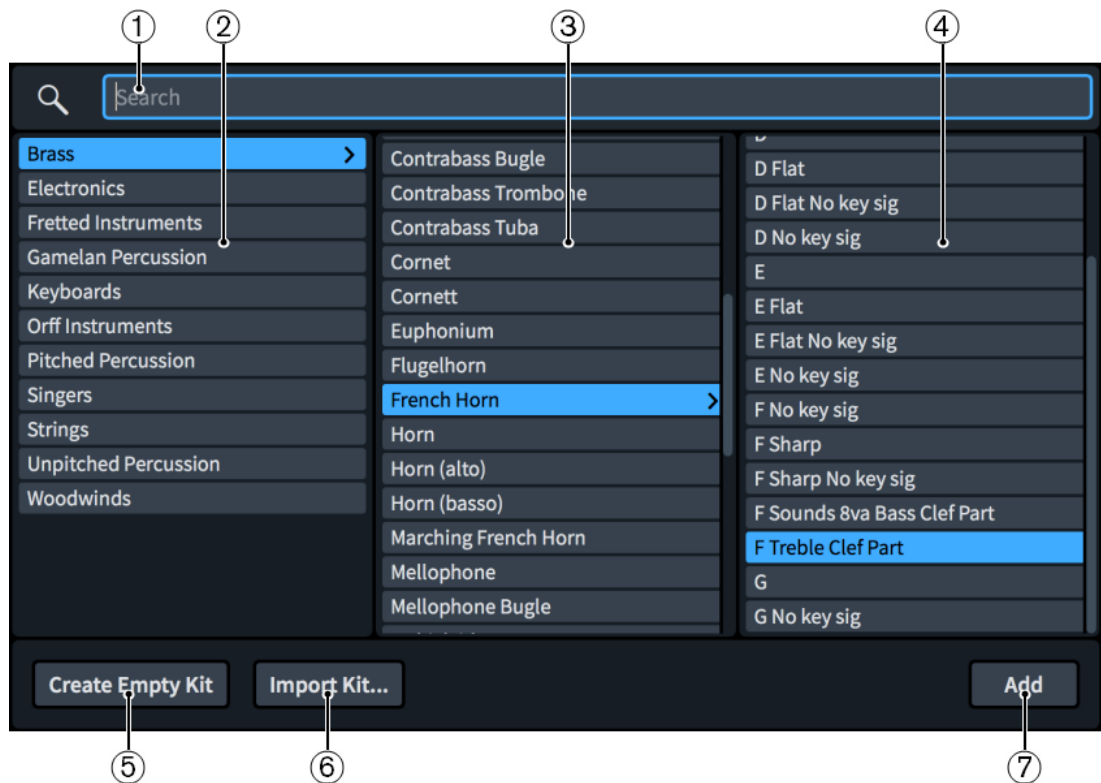 ① ② ③ ④
Search
Brass
Electronics
Fretted Instruments
Gamelan Percussion
Keyboards
Orff Instruments
Pitched Percussion
Singers
Strings
Unpitched Percussion
Woodwinds
Contrabass Bugle
Contrabass Trombone
Contrabass Tuba
Cornet
Cornett
Euphonium
Flugelhorn
French Horn
Horn
Horn (alto)
Horn (basso)
Marching French Horn
Mellophone
Mellophone Bugle
D Flat
D Flat No key sig
D No key sig
E
E Flat
E Flat No key sig
E No key sig
F No key sig
F Sharp
F Sharp No key sig
F Sounds 8va Bass Clef Part
F Treble Clef Part
G
G No key sig
Create Empty Kit
Import Kit...
Add
⑤ ⑥ ⑦